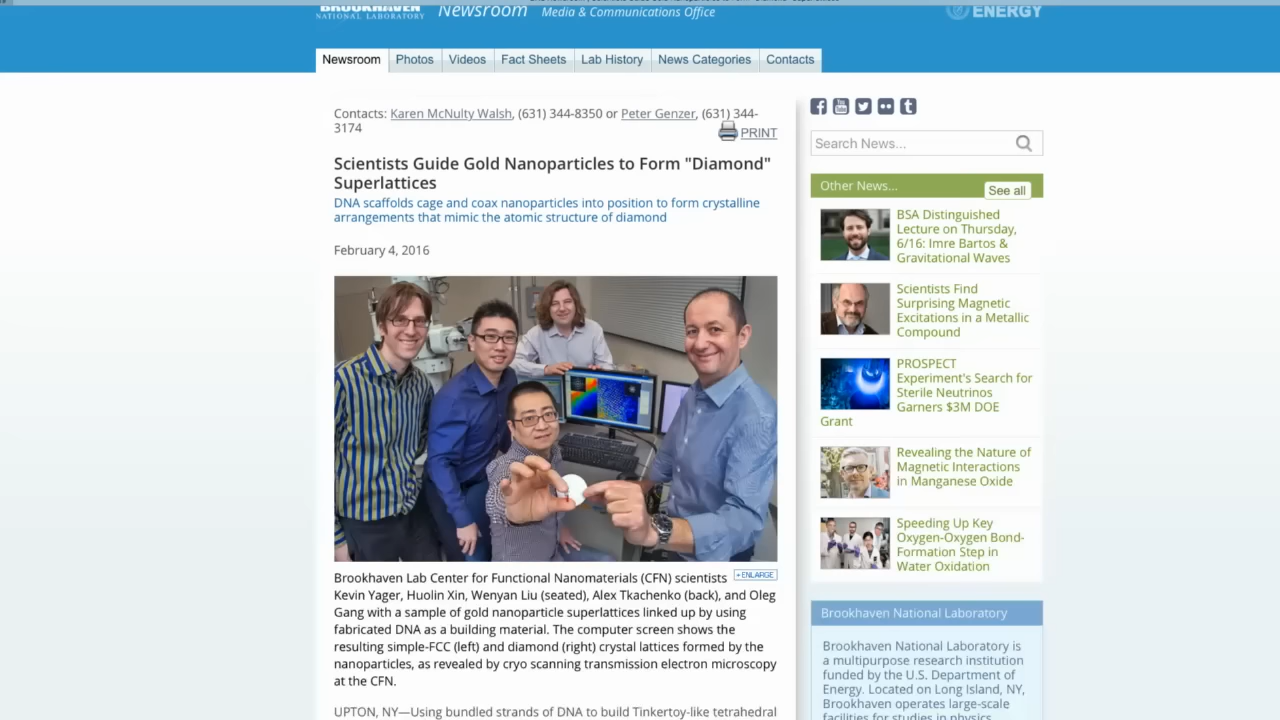 BROOKHAVEN
NATIONAL LABORATORY
Newsroom Media & Communications Office
ENERGY
Newsroom Photos Videos Fact Sheets Lab History News Categories Contacts
Contacts: Karen McNulty Walsh, (631) 344-8350 or Peter Genzer, (631) 344-
3174
PRINT
Scientists Guide Gold Nanoparticles to Form "Diamond"
Superlattices
DNA scaffolds cage and coax nanoparticles into position to form crystalline
arrangements that mimic the atomic structure of diamond
February 4, 2016
+ENLARGE
Brookhaven Lab Center for Functional Nanomaterials (CFN) scientists
Kevin Yager, Huolin Xin, Wenyan Liu (seated), Alex Tkachenko (back), and Oleg
Gang with a sample of gold nanoparticle superlattices linked up by using
fabricated DNA as a building material. The computer screen shows the
resulting simple-FCC (left) and diamond (right) crystal lattices formed by the
nanoparticles, as revealed by cryo scanning transmission electron microscopy
at the CFN.
UPTON, NY—Using bundled strands of DNA to build Tinkertoy-like tetrahedral
Search News...
Other News...
See all
BSA Distinguished
Lecture on Thursday,
6/16: Imre Bartos &
Gravitational Waves
Scientists Find
Surprising Magnetic
Excitations in a Metallic
Compound
PROSPECT
Experiment's Search for
Sterile Neutrinos
Garners $3M DOE
Grant
Revealing the Nature of
Magnetic Interactions
in Manganese Oxide
Speeding Up Key
Oxygen-Oxygen Bond-
Formation Step in
Water Oxidation
Brookhaven National Laboratory
Brookhaven National Laboratory is
a multipurpose research institution
funded by the U.S. Department of
Energy. Located on Long Island, NY,
Brookhaven operates large-scale
facilities for studies in physics,